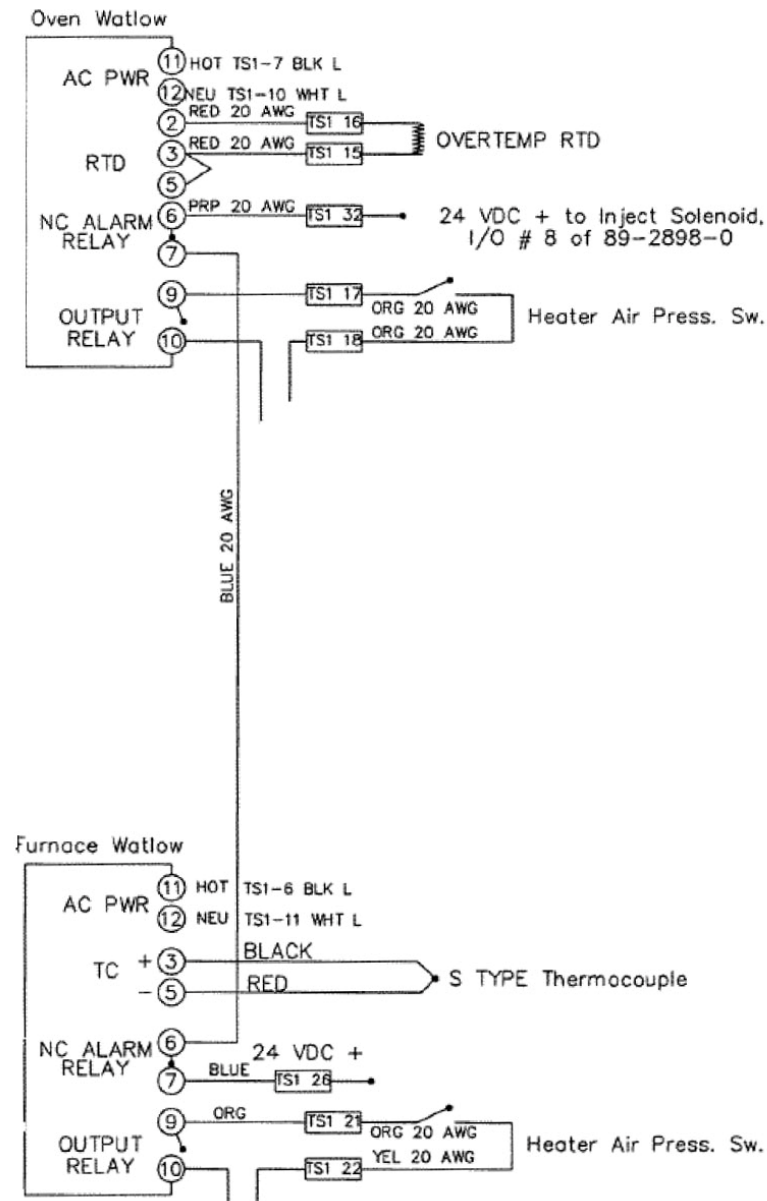 Oven Watlow
11 HOT TS1-7 BLK L
AC PWR
12 NEU TS1-10 WHT L
2 RED 20 AWG TS1 16
OVERTEMP RTD
3 RED 20 AWG TS1 15
RTD
5
6 PRP 20 AWG TS1 32 24 VDC + to Inject Solenoid,
NC ALARM I/O # 8 of 89-2898-0
RELAY
7
9 TS1 17
ORG 20 AWG
OUTPUT Heater Air Press. Sw.
RELAY
10 TS1 18 ORG 20 AWG
BLUE 20 AWG
Furnace Watlow
11 HOT TS1-6 BLK L
AC PWR
12 NEU TS1-11 WHT L
+ 3 BLACK
TC S TYPE Thermocouple
- 5 RED
6
NC ALARM 24 VDC +
RELAY
7 BLUE TS1 26
9 ORG TS1 21
ORG 20 AWG
OUTPUT Heater Air Press. Sw.
RELAY
10 TS1 22 YEL 20 AWG